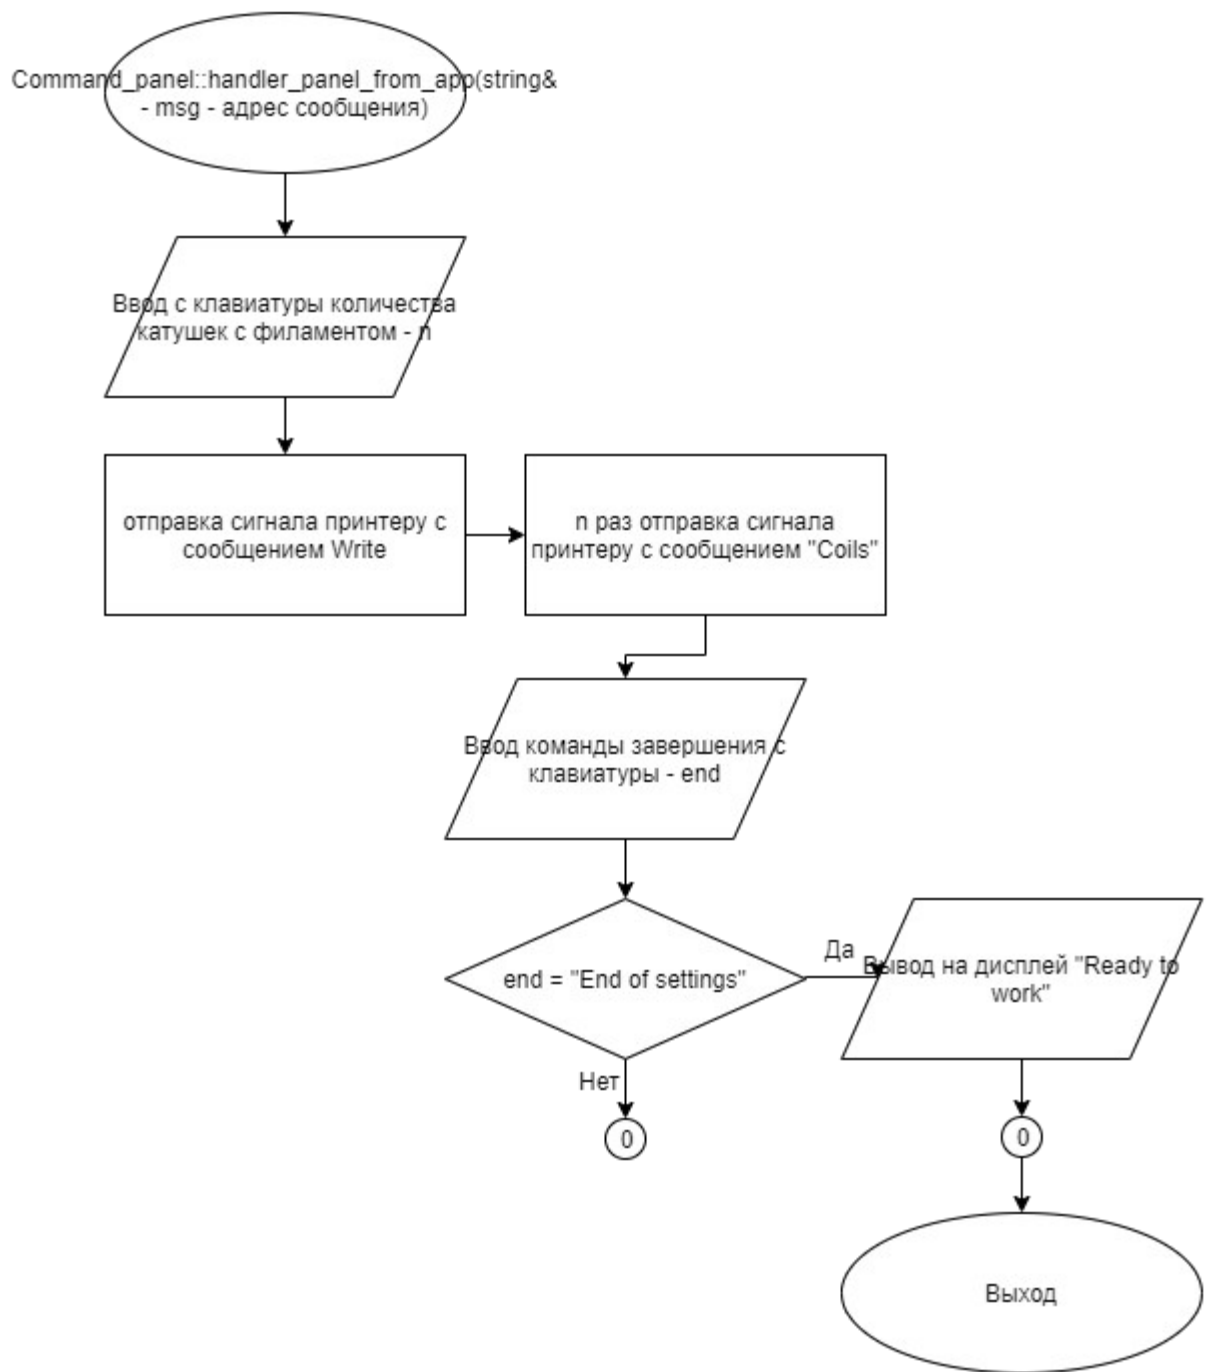 Command_panel::handler_panel_from_app(string&
- msg - адрес сообщения)
Ввод с клавиатуры количества
катушек с филаментом - n
отправка сигнала принтеру с
сообщением Write
n раз отправка сигнала
принтеру с сообщением "Coils"
Ввод команды завершения с
клавиатуры - end
end = "End of settings"
Да
Вывод на дисплей "Ready to
work"
Нет
0
0
Выход